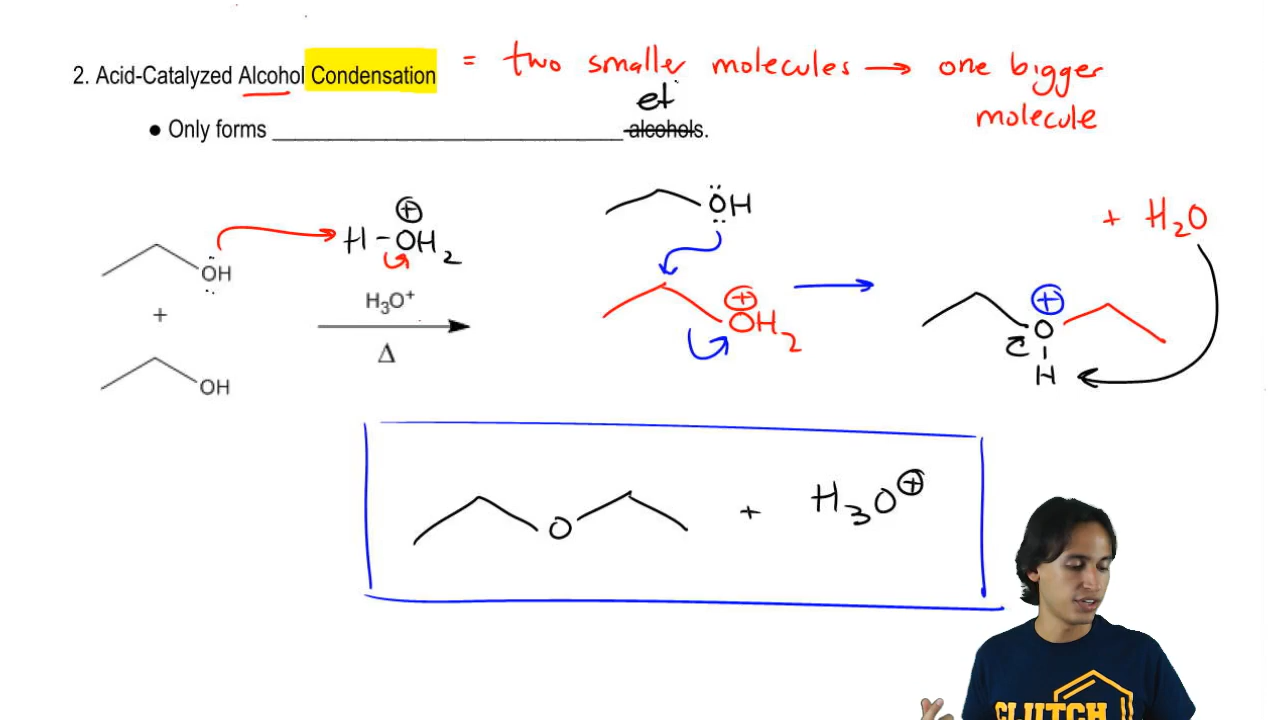 2. Acid-Catalyzed Alcohol Condensation = two smaller molecules → one bigger
molecule
et
● Only forms ______________________________ alcohols.
ÖH
+ H2O
⊕
H-OH2
OH
H3O+
⊕
OH2
⊕
O
H
+
Δ
OH
O
+ H3O⊕
CLUTCH